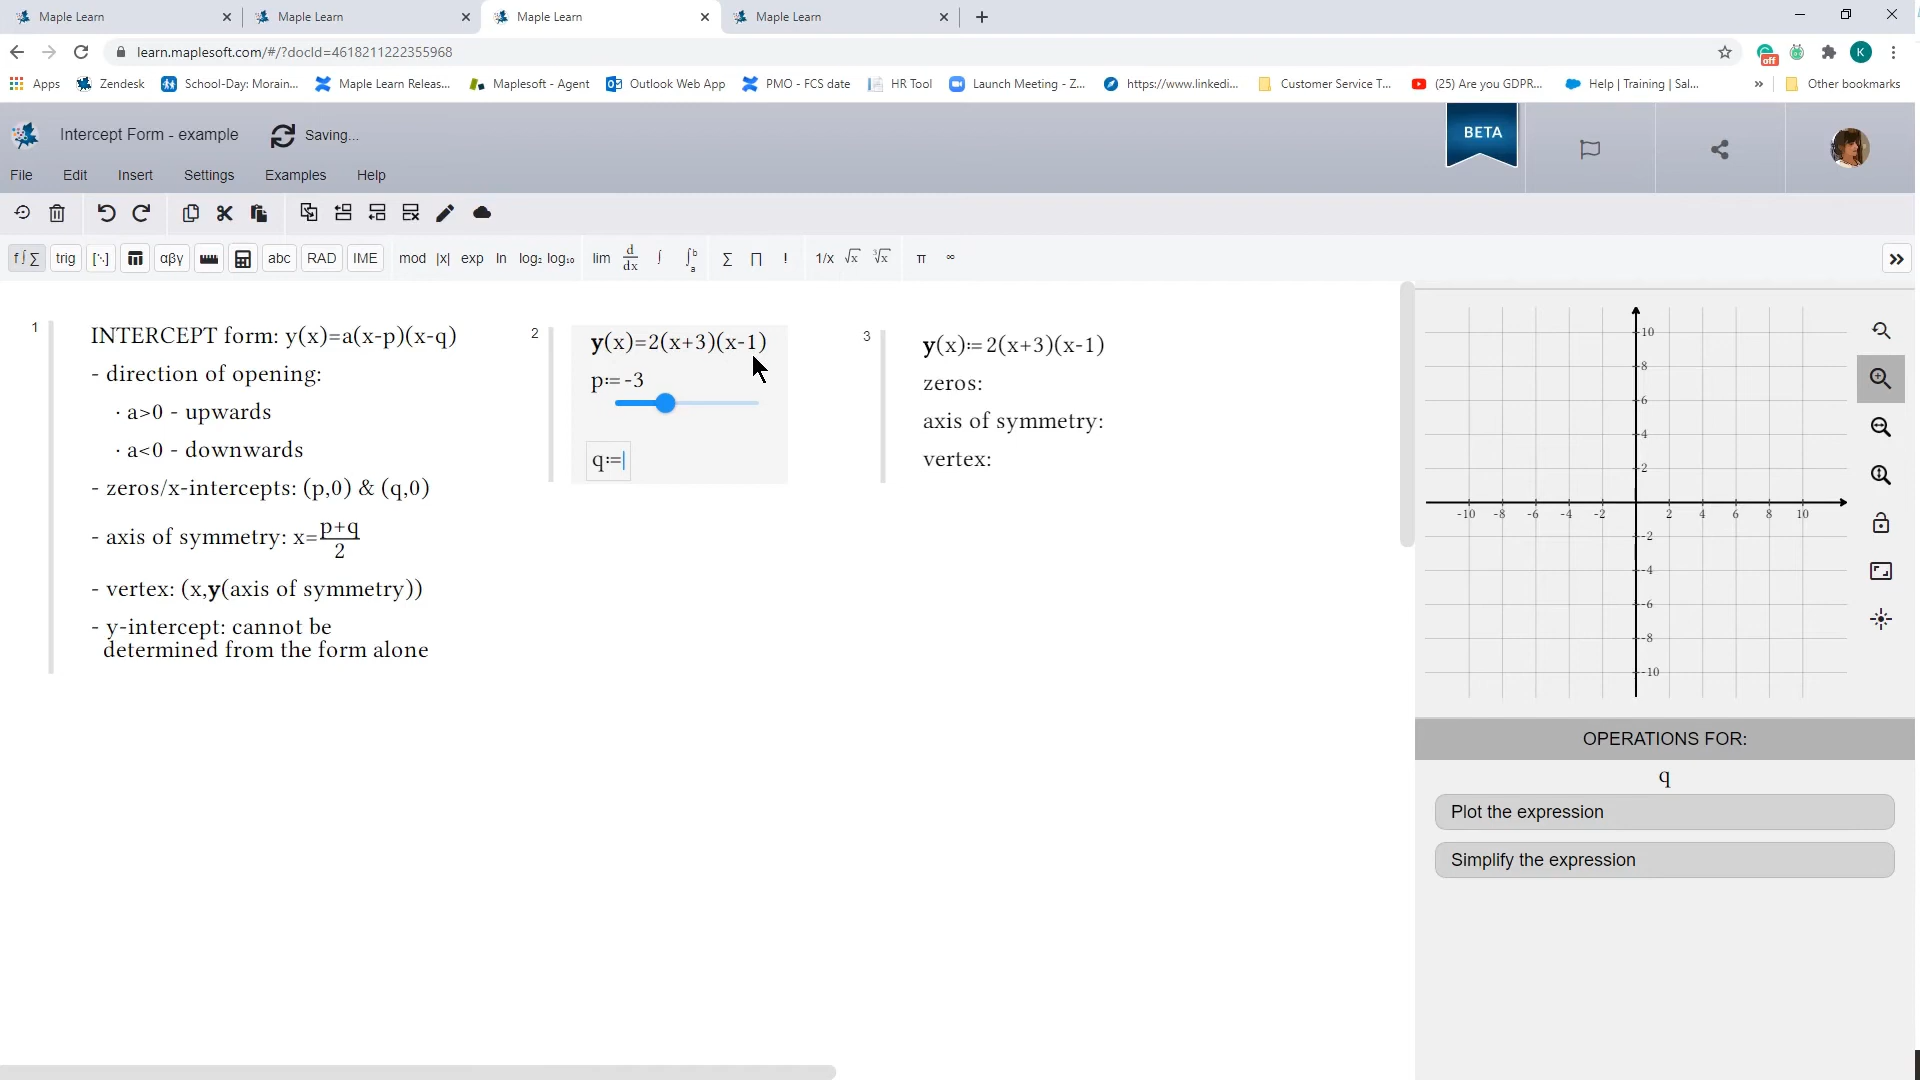 Maple Learn Maple Learn Maple Learn Maple Learn
learn.maplesoft.com/#/?docId=4618211222355968
off
K
Apps Zendesk School-Day: Morain... Maple Learn Releas... Maplesoft - Agent Outlook Web App PMO - FCS date HR Tool Launch Meeting - Z... https://www.linkedi... Customer Service T... (25) Are you GDPR... Help | Training | Sal... » Other bookmarks
Intercept Form - example Saving...
BETA
File Edit Insert Settings Examples Help
f∫∑ trig [⋱] αβγ abc RAD IME mod |x| exp ln log₂ log₁₀ lim d/dx ∫ ∫ₐᵇ ∑ ∏ ! 1/x √x ∛x π ∞
1
INTERCEPT form: y(x)=a(x-p)(x-q)
- direction of opening:
· a>0 - upwards
· a<0 - downwards
- zeros/x-intercepts: (p,0) & (q,0)
- axis of symmetry: x=p+q/2
- vertex: (x,y(axis of symmetry))
- y-intercept: cannot be
determined from the form alone
2
y(x)=2(x+3)(x-1)
p:=-3
q:=
3
y(x):=2(x+3)(x-1)
zeros:
axis of symmetry:
vertex:
10
8
6
4
2
-10 -8 -6 -4 -2 2 4 6 8 10
-2
-4
-6
-8
-10
OPERATIONS FOR:
q
Plot the expression
Simplify the expression